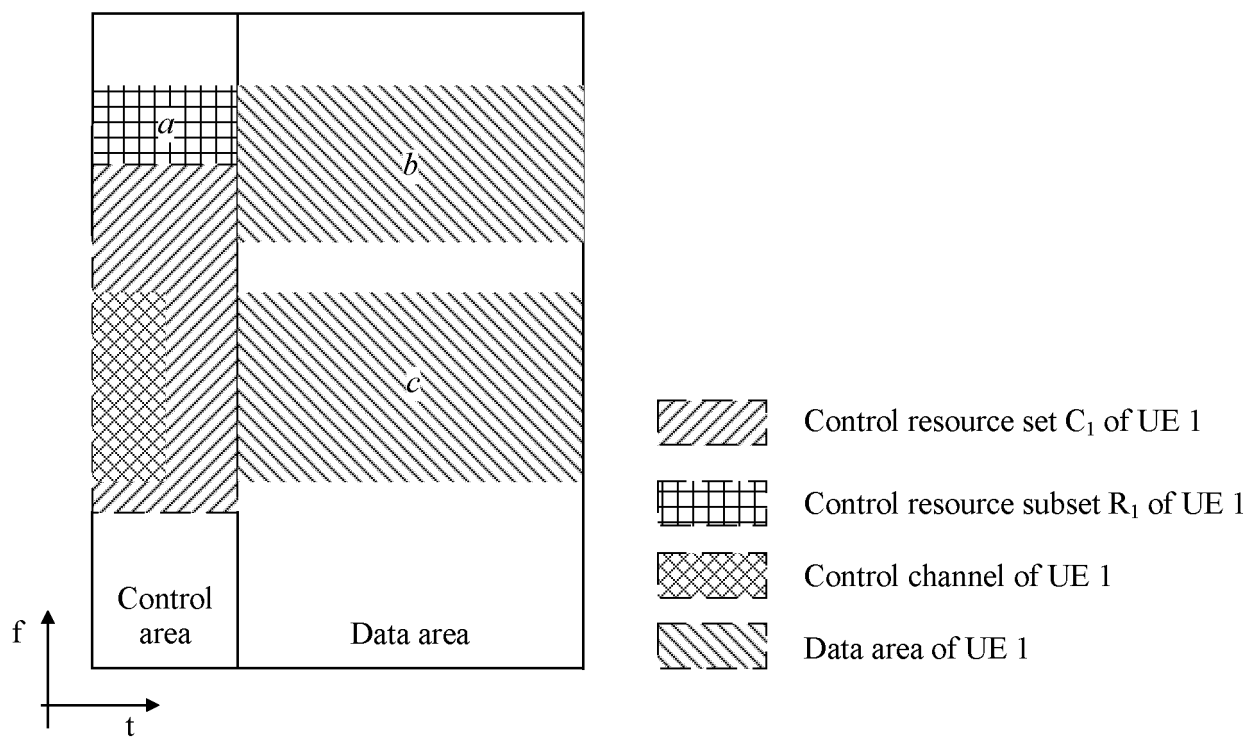 a
b
c
Control
area
Data area
f
t
Control resource set C₁ of UE 1
Control resource subset R₁ of UE 1
Control channel of UE 1
Data area of UE 1